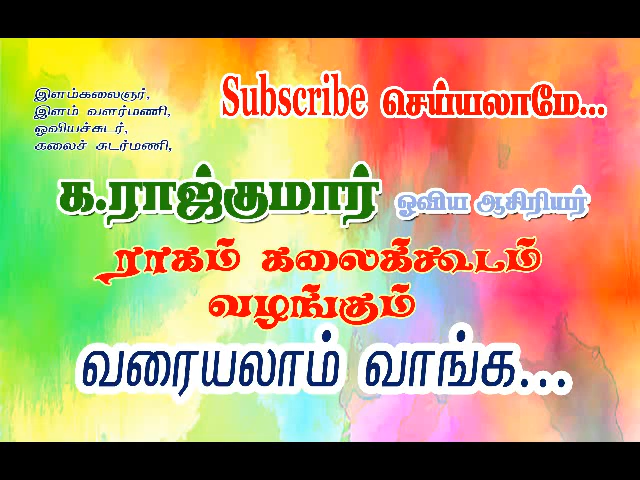 இளம்கலைஞர்,
இளம் வளர்மணி,
ஓவியச்சுடர்,
கலைச் சுடர்மணி,
Subscribe செய்யலாமே...
க.ராஜ்குமார் ஓவிய ஆசிரியர்
ராகம் கலைக்கூடம்
வழங்கும்
வரையலாம் வாங்க...